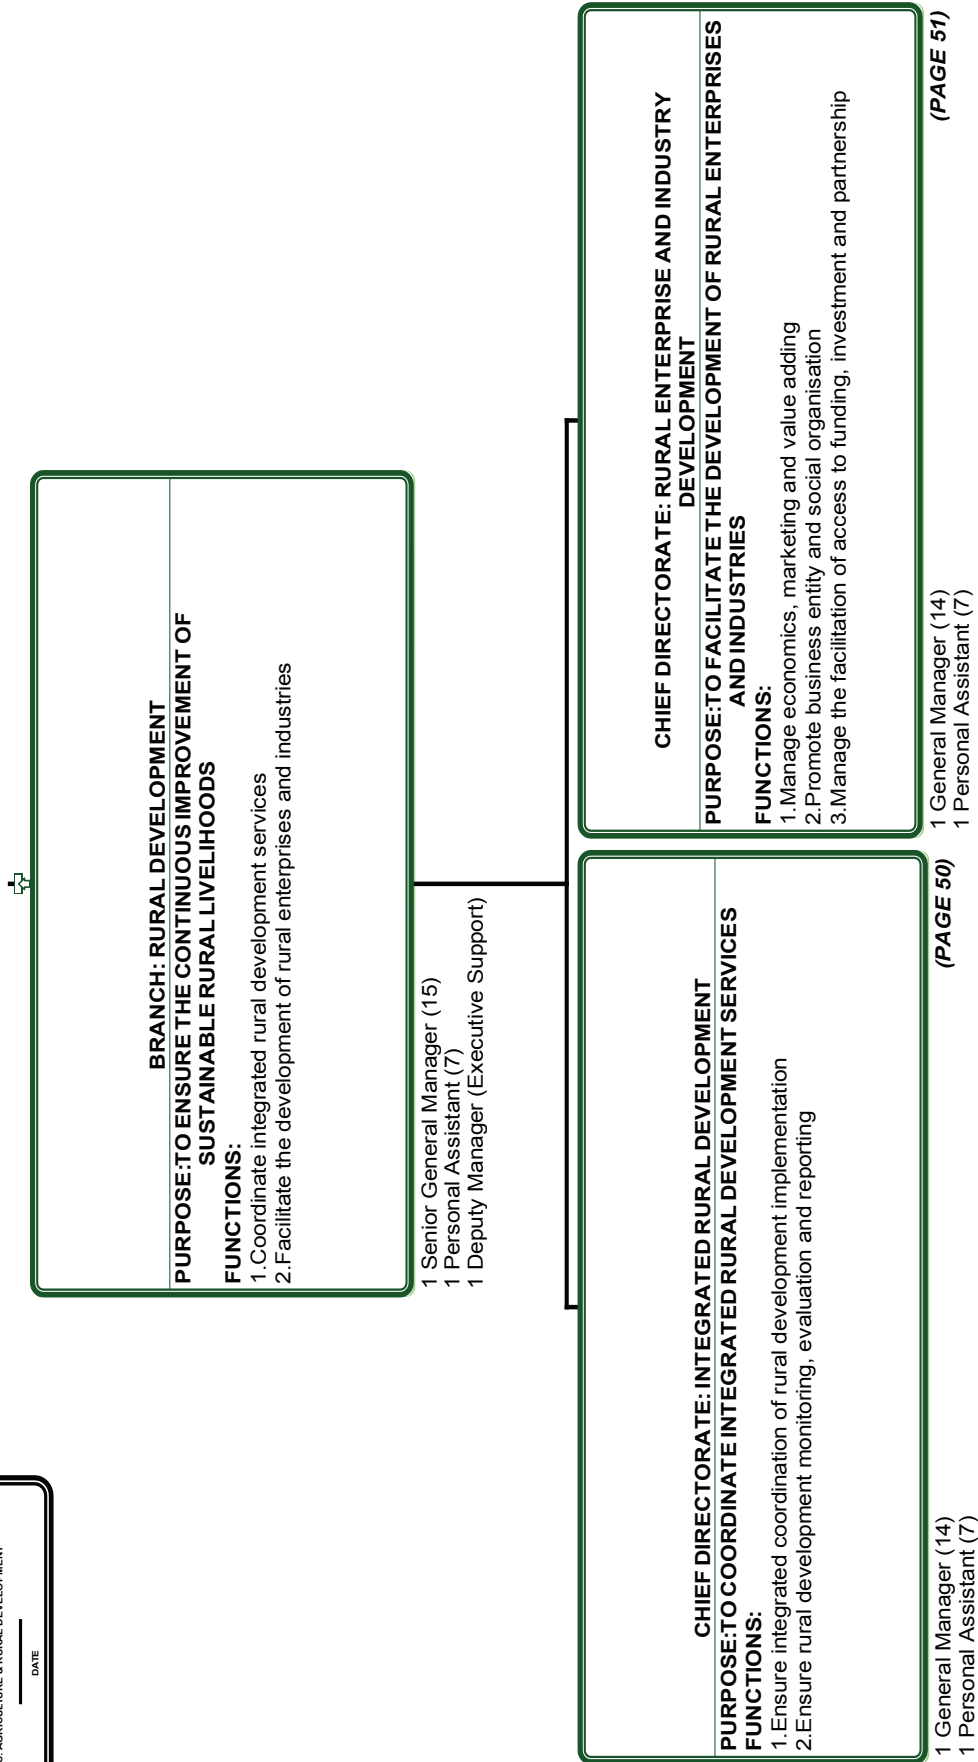 AGRICULTURE & RURAL DEVELOPMENT
DATE
BRANCH: RURAL DEVELOPMENT
PURPOSE:TO ENSURE THE CONTINUOUS IMPROVEMENT OF
SUSTAINABLE RURAL LIVELIHOODS
FUNCTIONS:
1.Coordinate integrated rural development services
2.Facilitate the development of rural enterprises and industries
1 Senior General Manager (15)
1 Personal Assistant (7)
1 Deputy Manager (Executive Support)
CHIEF DIRECTORATE: INTEGRATED RURAL DEVELOPMENT
PURPOSE:TO COORDINATE INTEGRATED RURAL DEVELOPMENT SERVICES
FUNCTIONS:
1.Ensure integrated coordination of rural development implementation
2.Ensure rural development monitoring, evaluation and reporting
(PAGE 50)
1 General Manager (14)
1 Personal Assistant (7)
CHIEF DIRECTORATE: RURAL ENTERPRISE AND INDUSTRY
DEVELOPMENT
PURPOSE:TO FACILITATE THE DEVELOPMENT OF RURAL ENTERPRISES
AND INDUSTRIES
FUNCTIONS:
1.Manage economics, marketing and value adding
2.Promote business entity and social organisation
3.Manage the facilitation of access to funding, investment and partnership
(PAGE 51)
1 General Manager (14)
1 Personal Assistant (7)